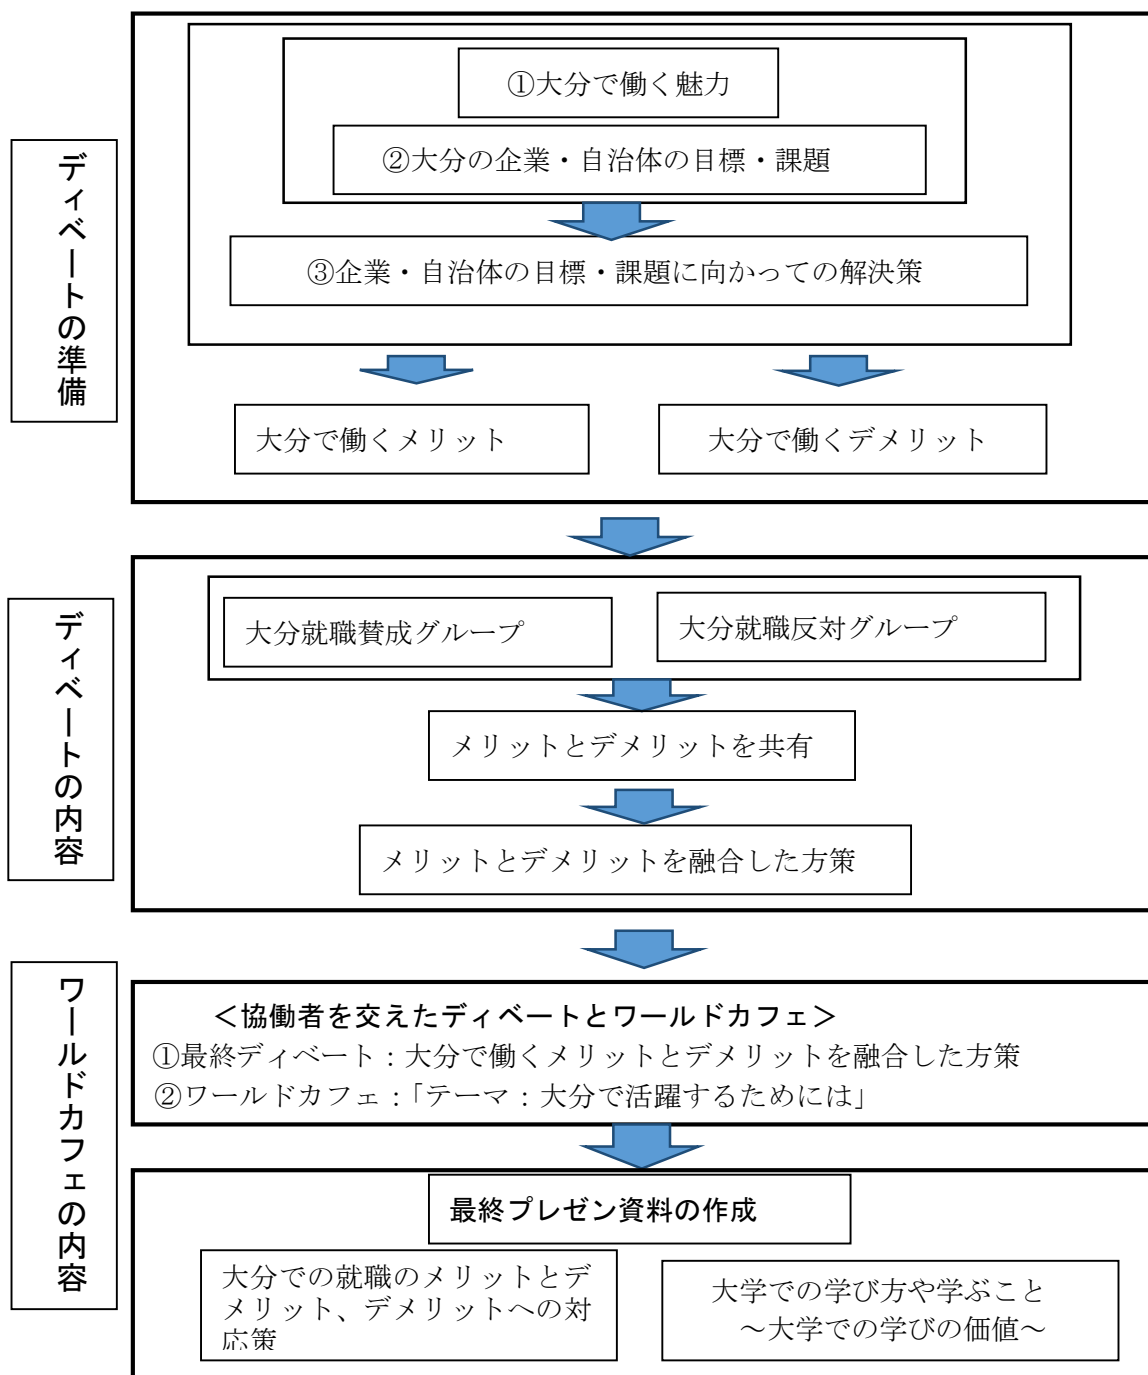 ディベートの準備
①大分で働く魅力
②大分の企業・自治体の目標・課題
③企業・自治体の目標・課題に向かっての解決策
大分で働くメリット
大分で働くデメリット
ディベートの内容
大分就職賛成グループ
大分就職反対グループ
メリットとデメリットを共有
メリットとデメリットを融合した方策
ワールドカフェの内容
＜協働者を交えたディベートとワールドカフェ＞
①最終ディベート：大分で働くメリットとデメリットを融合した方策
②ワールドカフェ：「テーマ：大分で活躍するためには」
最終プレゼン資料の作成
大分での就職のメリットとデ
メリット、デメリットへの対
応策
大学での学び方や学ぶこと
～大学での学びの価値～